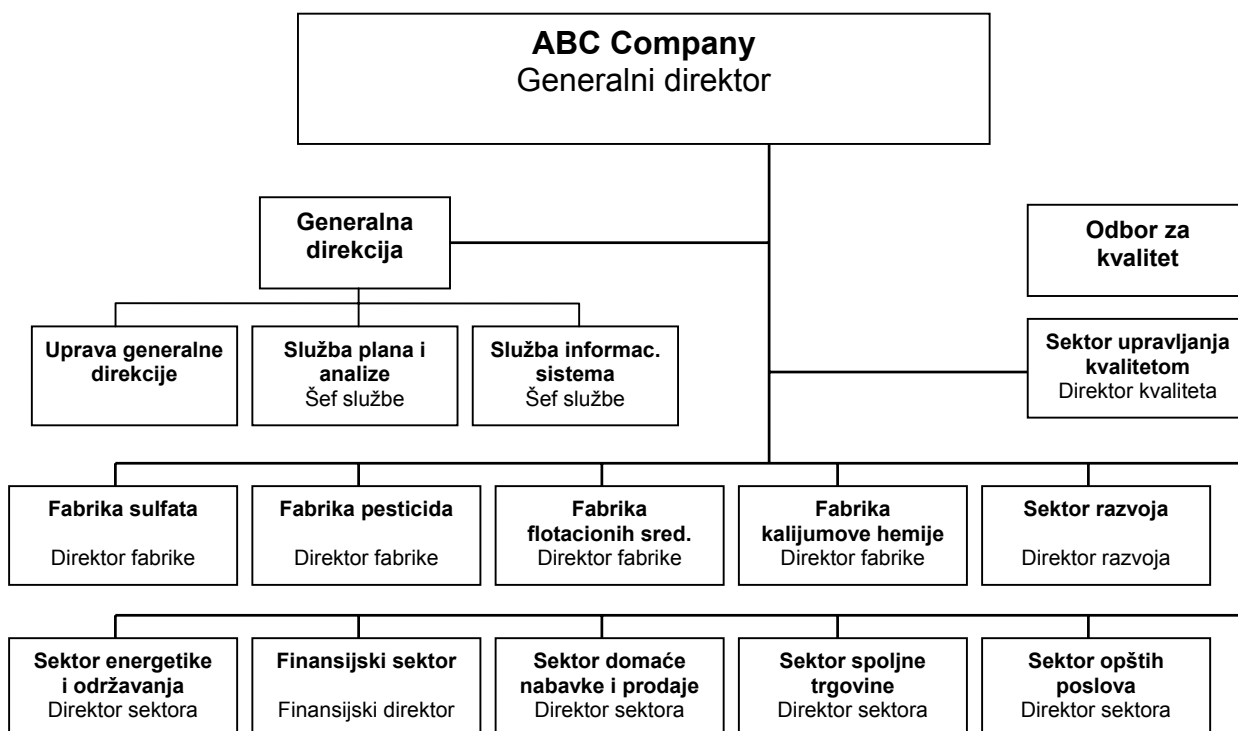 ABC Company
Generalni direktor
Generalna
direkcija
Odbor za
kvalitet
Uprava generalne
direkcije
Služba plana i
analize
Šef službe
Služba informac.
sistema
Šef službe
Sektor upravljanja
kvalitetom
Direktor kvaliteta
Fabrika sulfata
Direktor fabrike
Fabrika pesticida
Direktor fabrike
Fabrika
flotacionih sred.
Direktor fabrike
Fabrika
kalijumove hemije
Direktor fabrike
Sektor razvoja
Direktor razvoja
Sektor energetike
i održavanja
Direktor sektora
Finansijski sektor
Finansijski direktor
Sektor domaće
nabavke i prodaje
Direktor sektora
Sektor spoljne
trgovine
Direktor sektora
Sektor opštih
poslova
Direktor sektora